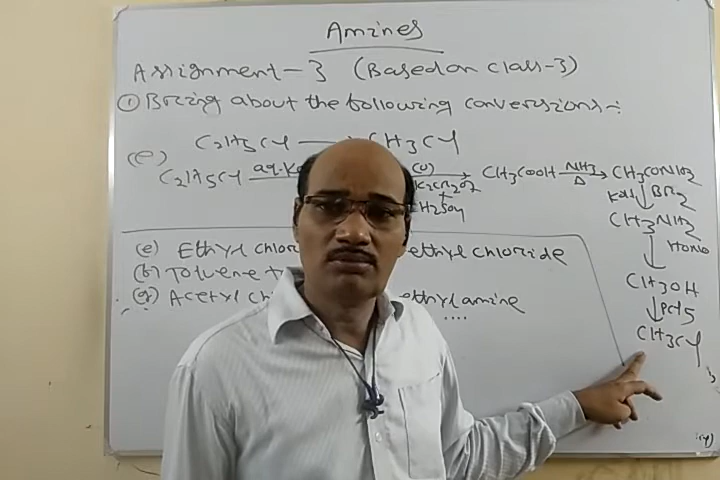 Amines
Assignment-3 (Based on class-3)
① Bring about the following conversions:-
C2H5Cl → CH3Cl
(e) C2H5Cl aq. K → (O) K2Cr2O7 + H2SO4 → CH3COOH NH3 Δ → CH3CONH2
KOH ↓ Br2
CH3NH2
↓ HONO
CH3OH
↓ PCl5
CH3Cl
(e) Ethyl chlor ethyl chloride
(b) Toluene
(g) Acetyl ch ethylamine
....